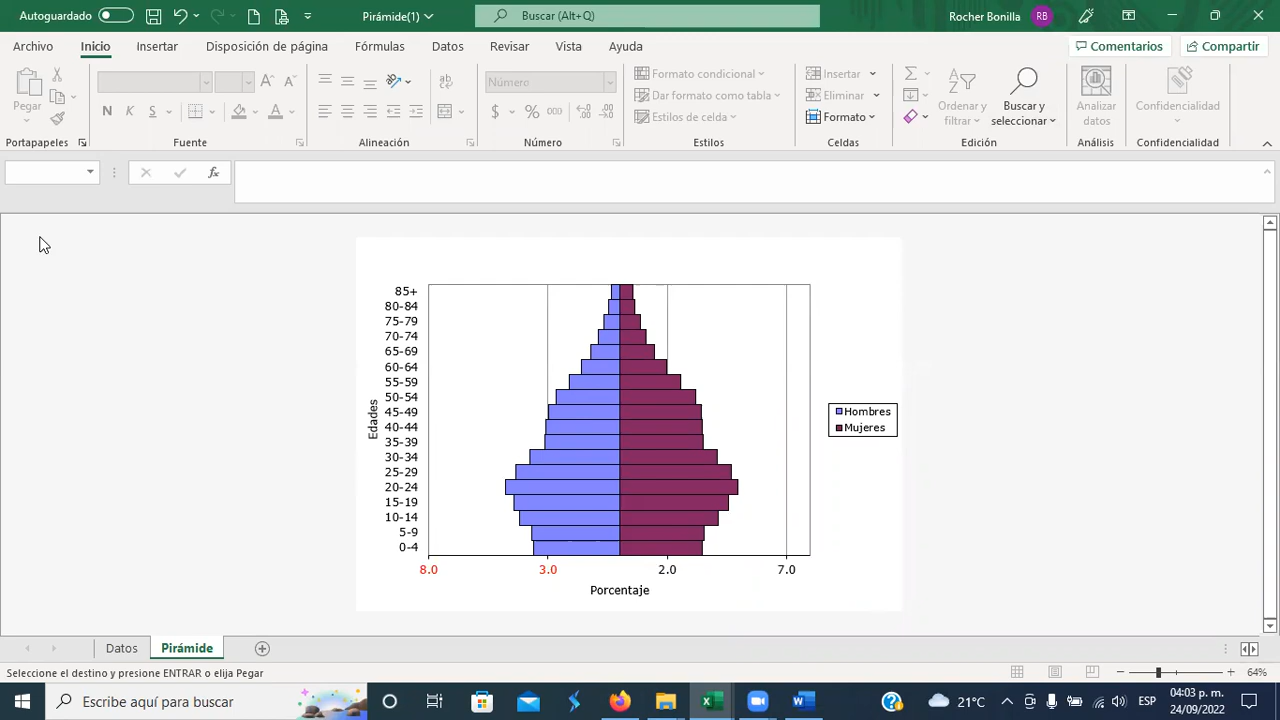 Autoguardado
Pirámide(1)
Buscar (Alt+Q)
Rocher Bonilla
RB
Archivo
Inicio
Insertar
Disposición de página
Fórmulas
Datos
Revisar
Vista
Ayuda
Comentarios
Compartir
Pegar
N
K
S
A
ab
Número
$
%
000
Formato condicional
Dar formato como tabla
Estilos de celda
Insertar
Eliminar
Formato
Ordenar y
filtrar
Buscar y
seleccionar
Analizar
datos
Confidencialidad
Portapapeles
Fuente
Alineación
Número
Estilos
Celdas
Edición
Análisis
Confidencialidad
fx
85+
80-84
75-79
70-74
65-69
60-64
55-59
50-54
45-49
40-44
35-39
30-34
25-29
20-24
15-19
10-14
5-9
0-4
Edades
8.0
3.0
2.0
7.0
Porcentaje
Hombres
Mujeres
Datos
Pirámide
Seleccione el destino y presione ENTRAR o elija Pegar
64%
Escribe aquí para buscar
21°C
ESP
04:03 p. m.
24/09/2022